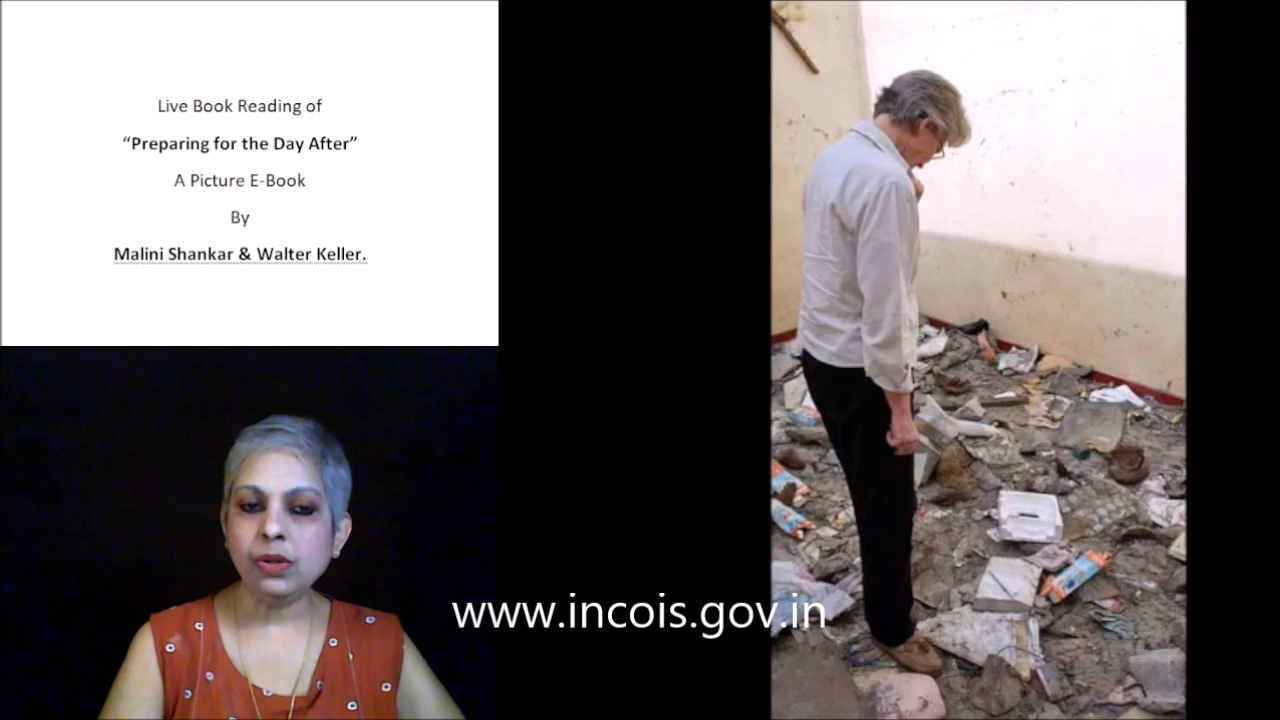 Live Book Reading of
“Preparing for the Day After”
A Picture E-Book
By
Malini Shankar & Walter Keller.
www.incois.gov.in